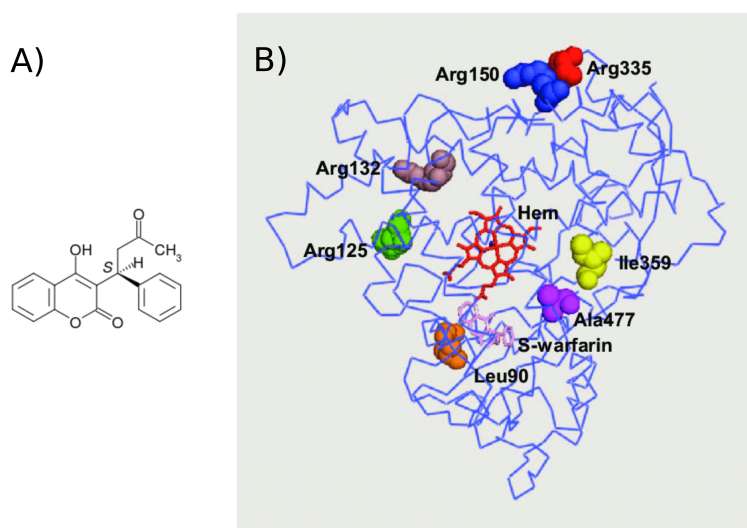 A)
B)
Arg150
Arg335
Arg132
Hem
Arg125
Ile359
Ala477
S-warfarin
Leu90
O
OH
CH3
S
H
O
O